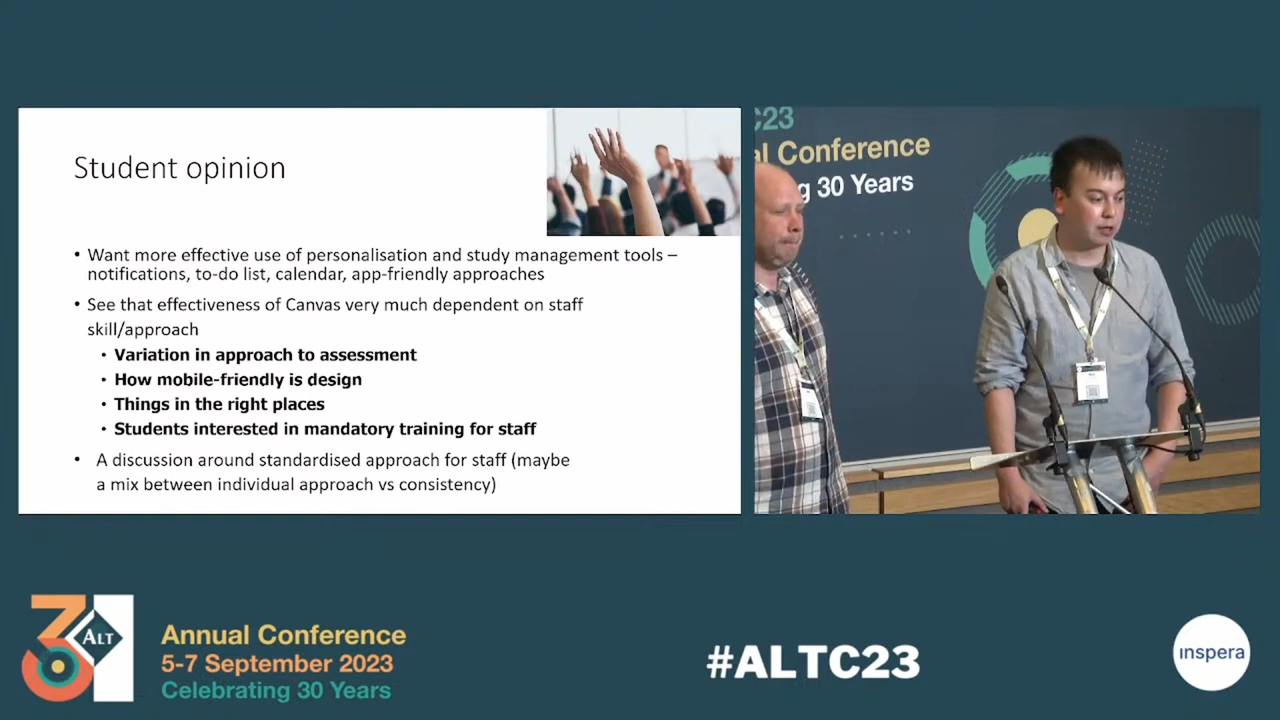 Student opinion
• Want more effective use of personalisation and study management tools –
notifications, to-do list, calendar, app-friendly approaches
• See that effectiveness of Canvas very much dependent on staff
skill/approach
• Variation in approach to assessment
• How mobile-friendly is design
• Things in the right places
• Students interested in mandatory training for staff
• A discussion around standardised approach for staff (maybe
a mix between individual approach vs consistency)
C23
al Conference
g 30 Years
ALT
Annual Conference
5-7 September 2023
Celebrating 30 Years
#ALTC23
inspera